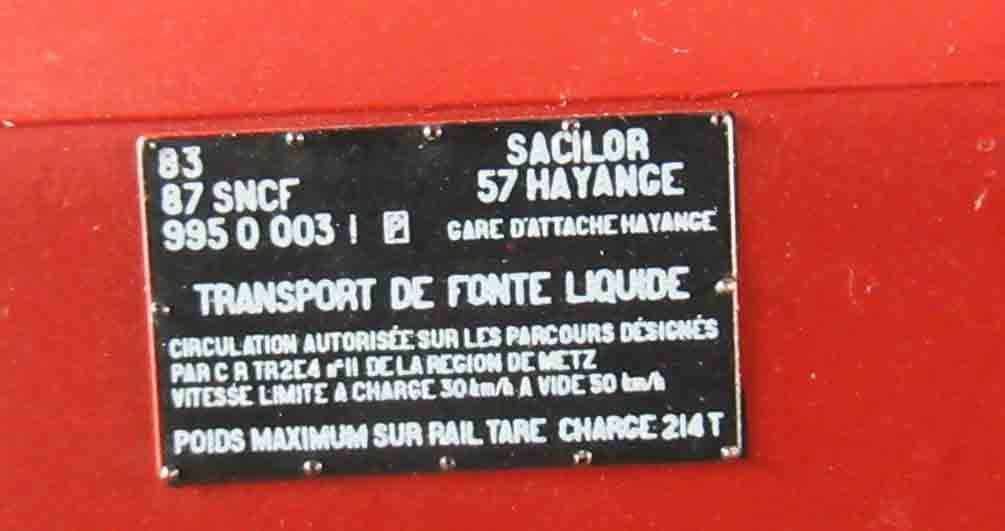 83
87 SNCF
995 0 003 1 P
SACILOR
57 HAYANGE
GARE D'ATTACHE HAYANGE
TRANSPORT DE FONTE LIQUIDE
CIRCULATION AUTORISÉE SUR LES PARCOURS DÉSIGNÉS
PAR C R TR2E4 n° 11 DE LA REGION DE METZ
VITESSE LIMITE A CHARGE 30 km/h A VIDE 50 km/h
POIDS MAXIMUM SUR RAIL TARE CHARGE 214 T